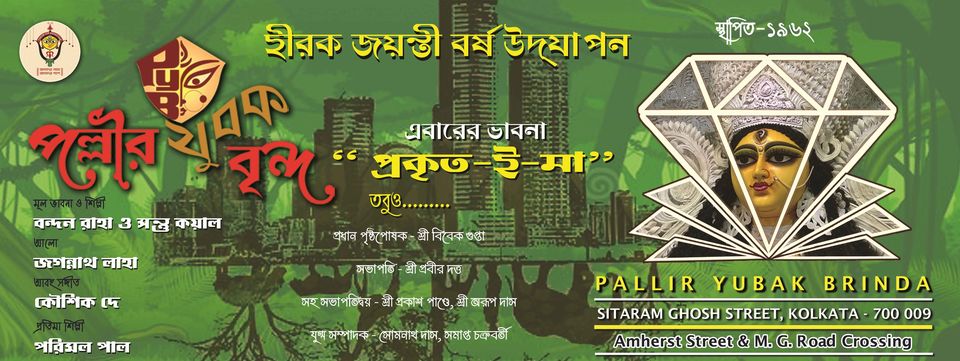 হীরক জয়ন্তী বর্ষ উদ্‌যাপন
স্থাপিত-১৯৬২
PYB
পল্লীর যুবক বৃন্দ
এবারের ভাবনা
“ প্রকৃত-ই-মা”
তবুও.........
মূল ভাবনা ও শিল্পী
বন্দন রাহা ও সন্তু কয়াল
আলো
জগন্নাথ লাহা
আবহ সঙ্গীত
কৌশিক দে
প্রতিমা শিল্পী
পরিমল পাল
প্রধান পৃষ্ঠপোষক - শ্রী বিবেক গুপ্তা
সভাপতি - শ্রী প্রবীর দত্ত
সহ সভাপতিদ্বয় - শ্রী প্রকাশ পাণ্ডে, শ্রী অরূপ দাস
যুগ্ম সম্পাদক - সোমনাথ দাস, সমাপ্ত চক্রবর্ত্তী
PALLIR YUBAK BRINDA
SITARAM GHOSH STREET, KOLKATA - 700 009
Amherst Street & M. G. Road Crossing